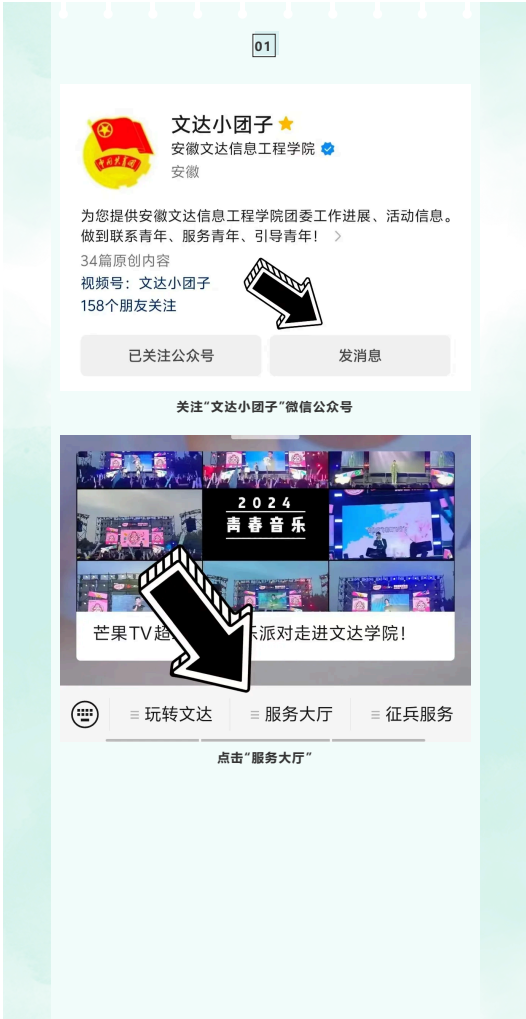 01
文达小团子
安徽文达信息工程学院
安徽
为您提供安徽文达信息工程学院团委工作进展、活动信息。
做到联系青年、服务青年、引导青年！
34篇原创内容
视频号：文达小团子
158个朋友关注
已关注公众号
发消息
关注“文达小团子”微信公众号
2024
青春音乐
芒果TV超
乐派对走进文达学院！
玩转文达
服务大厅
征兵服务
点击“服务大厅”